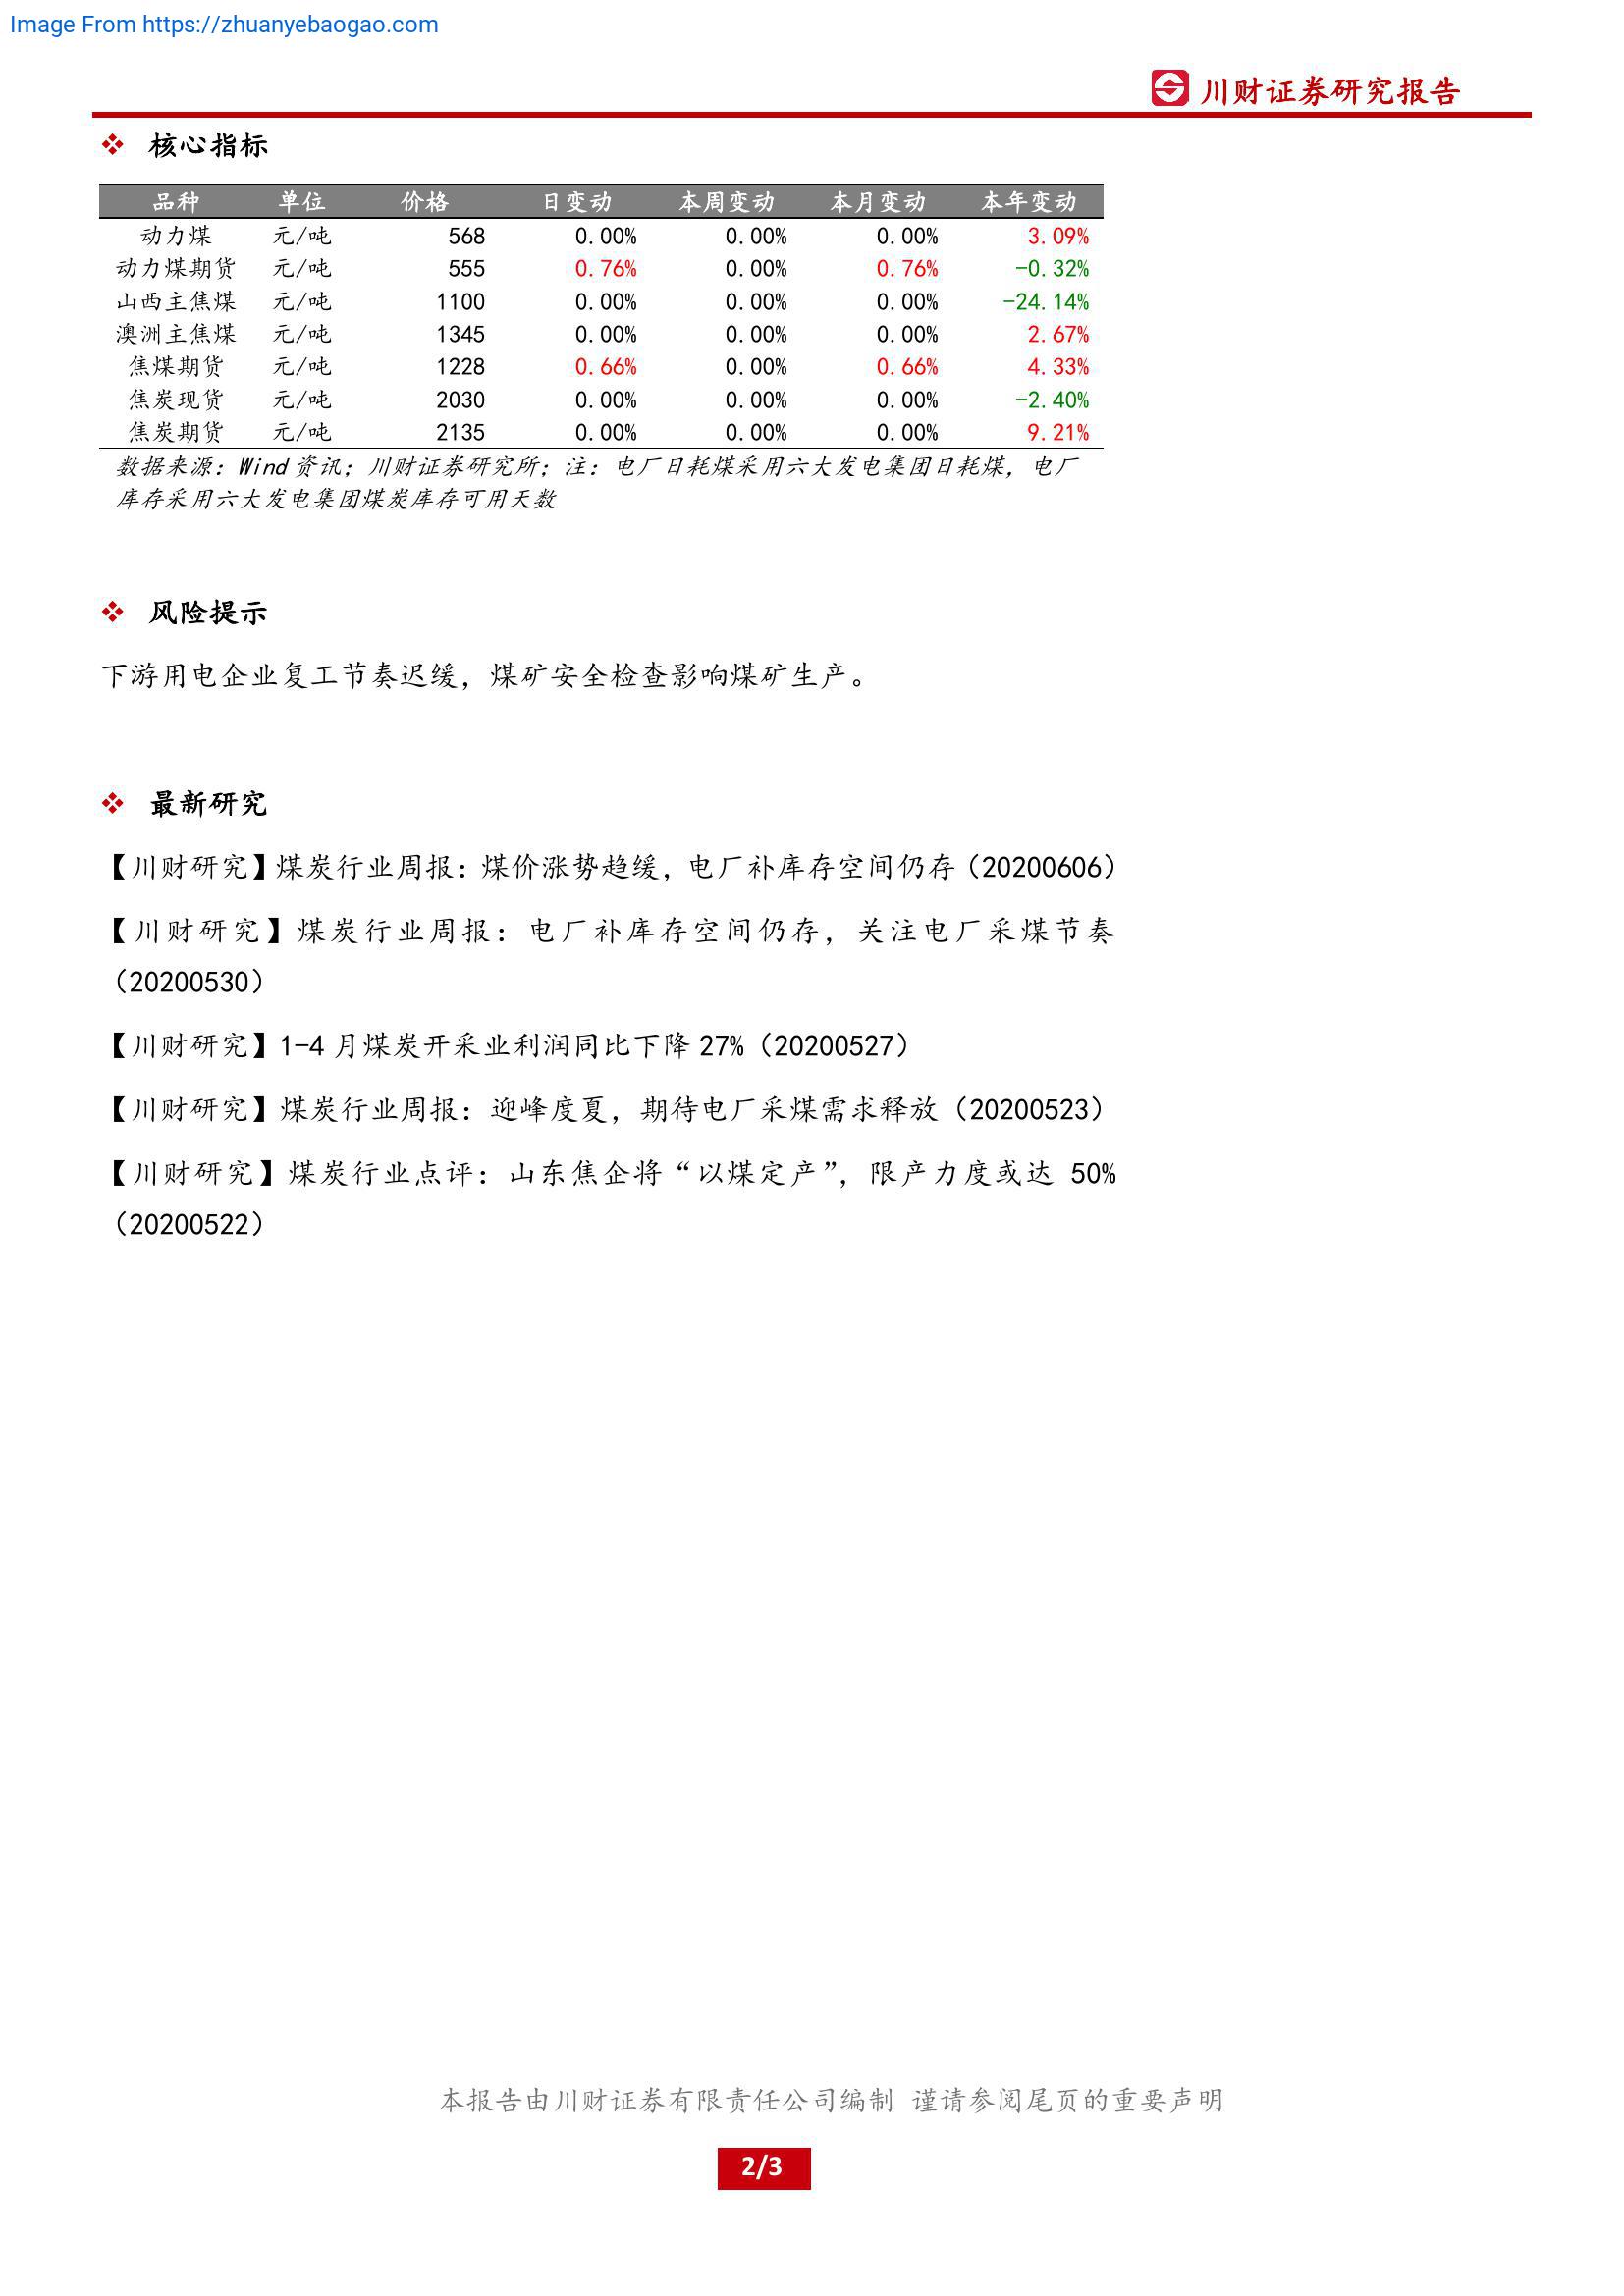 Image From https://zhuanyebaogao.com
川财证券研究报告
核心指标
品种 单位 价格 日变动 本周变动 本月变动 本年变动
动力煤 元/吨 568 0.00% 0.00% 0.00% 3.09%
动力煤期货 元/吨 555 0.76% 0.00% 0.76% -0.32%
山西主焦煤 元/吨 1100 0.00% 0.00% 0.00% -24.14%
澳洲主焦煤 元/吨 1345 0.00% 0.00% 0.00% 2.67%
焦煤期货 元/吨 1228 0.66% 0.00% 0.66% 4.33%
焦炭现货 元/吨 2030 0.00% 0.00% 0.00% -2.40%
焦炭期货 元/吨 2135 0.00% 0.00% 0.00% 9.21%
数据来源：Wind 资讯；川财证券研究所；注：电厂日耗煤采用六大发电集团日耗煤，电厂
库存采用六大发电集团煤炭库存可用天数
风险提示
下游用电企业复工节奏迟缓，煤矿安全检查影响煤矿生产。
最新研究
【川财研究】煤炭行业周报：煤价涨势趋缓，电厂补库存空间仍存（20200606）
【川财研究】煤炭行业周报：电厂补库存空间仍存，关注电厂采煤节奏
（20200530）
【川财研究】1-4 月煤炭开采业利润同比下降 27%（20200527）
【川财研究】煤炭行业周报：迎峰度夏，期待电厂采煤需求释放（20200523）
【川财研究】煤炭行业点评：山东焦企将“以煤定产”，限产力度或达 50%
（20200522）
本报告由川财证券有限责任公司编制 谨请参阅尾页的重要声明
2/3